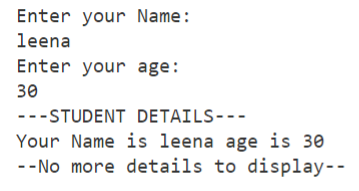 Enter your Name:
leena
Enter your age:
30
---STUDENT DETAILS---
Your Name is leena age is 30
--No more details to display--